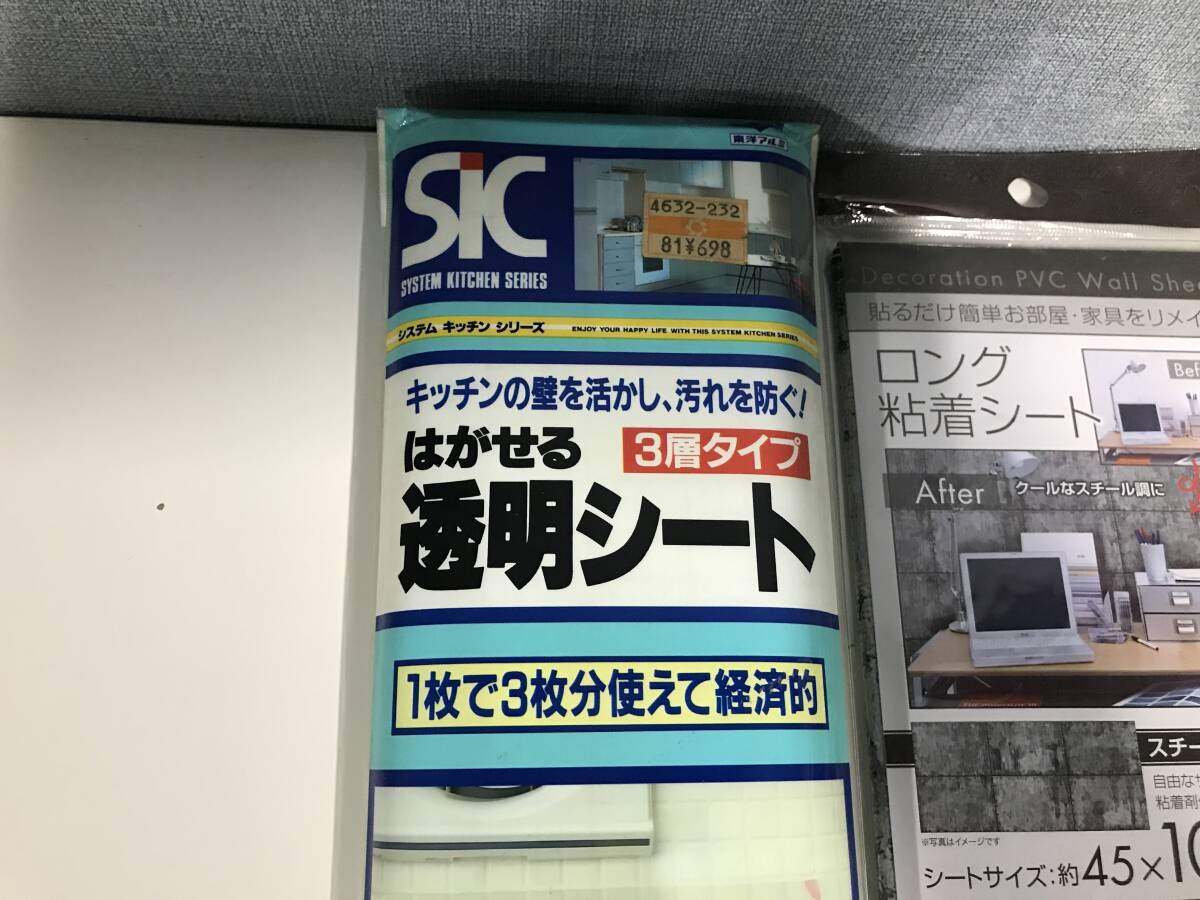 東洋アルミ
SIC
SYSTEM KITCHEN SERIES
4632-232
81¥698
システム キッチン シリーズ
ENJOY YOUR HAPPY LIFE WITH THIS SYSTEM KITCHEN SERIES
キッチンの壁を活かし、汚れを防ぐ!
はがせる
3層タイプ
透明シート
1枚で3枚分使えて経済的
Decoration PVC Wall
貼るだけ簡単お部屋・家具をリメイ
ロング
粘着シート
After
クールなスチール調に
スチー
自由な
粘着剤
※写真はイメージです
シートサイズ:約45×10